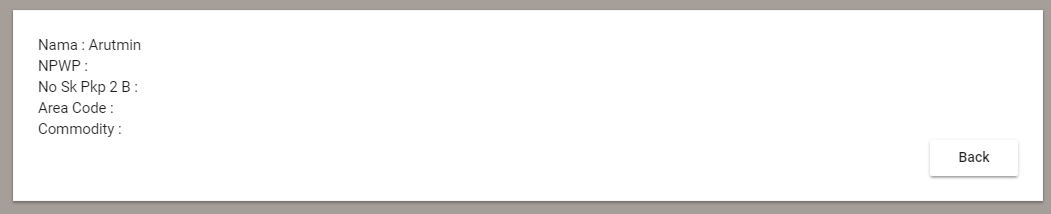 Nama : Arutmin
NPWP :
No Sk Pkp 2 B :
Area Code :
Commodity :
Back